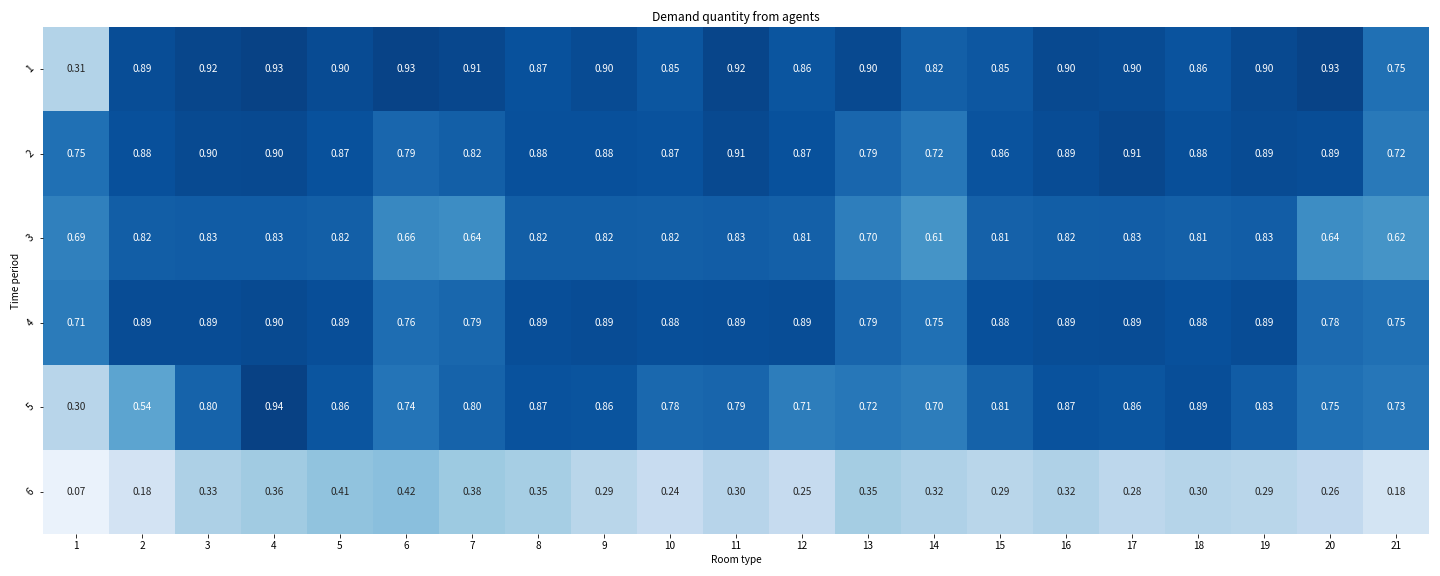 Demand quantity from agents
1 0.31 0.89 0.92 0.93 0.90 0.93 0.91 0.87 0.90 0.85 0.92 0.86 0.90 0.82 0.85 0.90 0.90 0.86 0.90 0.93 0.75
2 0.75 0.88 0.90 0.90 0.87 0.79 0.82 0.88 0.88 0.87 0.91 0.87 0.79 0.72 0.86 0.89 0.91 0.88 0.89 0.89 0.72
3 0.69 0.82 0.83 0.83 0.82 0.66 0.64 0.82 0.82 0.82 0.83 0.81 0.70 0.61 0.81 0.82 0.83 0.81 0.83 0.64 0.62
Time period
4 0.71 0.89 0.89 0.90 0.89 0.76 0.79 0.89 0.89 0.88 0.89 0.89 0.79 0.75 0.88 0.89 0.89 0.88 0.89 0.78 0.75
5 0.30 0.54 0.80 0.94 0.86 0.74 0.80 0.87 0.86 0.78 0.79 0.71 0.72 0.70 0.81 0.87 0.86 0.89 0.83 0.75 0.73
6 0.07 0.18 0.33 0.36 0.41 0.42 0.38 0.35 0.29 0.24 0.30 0.25 0.35 0.32 0.29 0.32 0.28 0.30 0.29 0.26 0.18
1 2 3 4 5 6 7 8 9 10 11 12 13 14 15 16 17 18 19 20 21
Room type